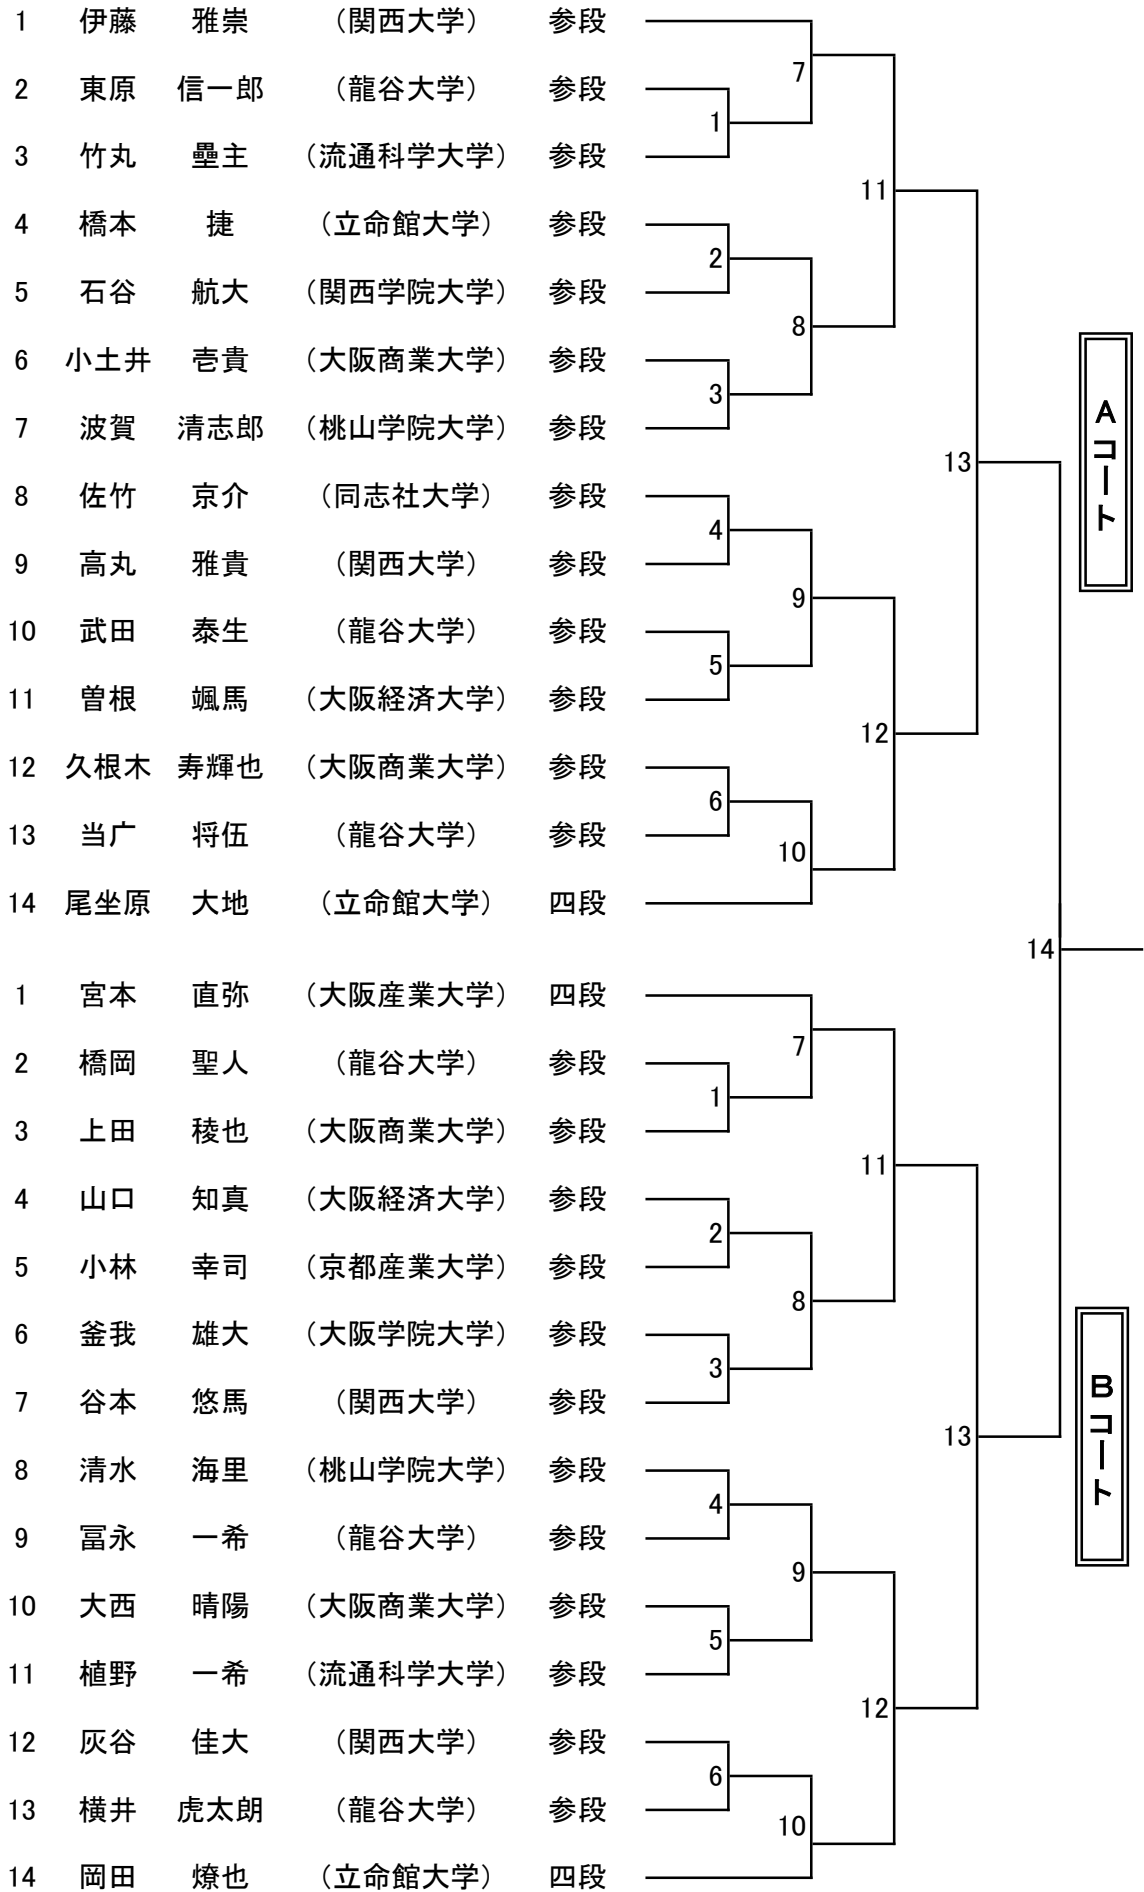 1 伊藤 雅崇 （関西大学） 参段
2 東原 信一郎 （龍谷大学） 参段
3 竹丸 壘主 （流通科学大学） 参段
4 橋本 捷 （立命館大学） 参段
5 石谷 航大 （関西学院大学） 参段
6 小土井 壱貴 （大阪商業大学） 参段
7 波賀 清志郎 （桃山学院大学） 参段
8 佐竹 京介 （同志社大学） 参段
9 高丸 雅貴 （関西大学） 参段
10 武田 泰生 （龍谷大学） 参段
11 曽根 颯馬 （大阪経済大学） 参段
12 久根木 寿輝也 （大阪商業大学） 参段
13 当广 将伍 （龍谷大学） 参段
14 尾坐原 大地 （立命館大学） 四段
7
1
11
2
8
3
13
4
9
5
12
6
10
Aコート
14
1 宮本 直弥 （大阪産業大学） 四段
2 橋岡 聖人 （龍谷大学） 参段
3 上田 稜也 （大阪商業大学） 参段
4 山口 知真 （大阪経済大学） 参段
5 小林 幸司 （京都産業大学） 参段
6 釜我 雄大 （大阪学院大学） 参段
7 谷本 悠馬 （関西大学） 参段
8 清水 海里 （桃山学院大学） 参段
9 冨永 一希 （龍谷大学） 参段
10 大西 晴陽 （大阪商業大学） 参段
11 植野 一希 （流通科学大学） 参段
12 灰谷 佳大 （関西大学） 参段
13 横井 虎太朗 （龍谷大学） 参段
14 岡田 燎也 （立命館大学） 四段
7
1
11
2
8
3
13
4
9
5
12
6
10
Bコート